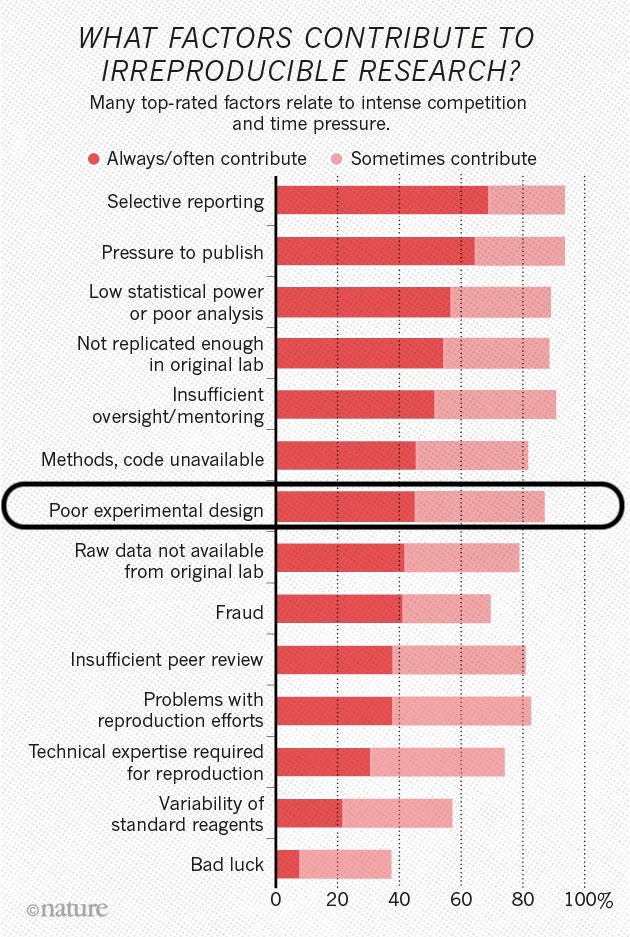 WHAT FACTORS CONTRIBUTE TO
IRREPRODUCIBLE RESEARCH?
Many top-rated factors relate to intense competition
and time pressure.
Always/often contribute
Sometimes contribute
Selective reporting
Pressure to publish
Low statistical power
or poor analysis
Not replicated enough
in original lab
Insufficient
oversight/mentoring
Methods, code unavailable
Poor experimental design
Raw data not available
from original lab
Fraud
Insufficient peer review
Problems with
reproduction efforts
Technical expertise required
for reproduction
Variability of
standard reagents
Bad luck
0 20 40 60 80 100%
©nature